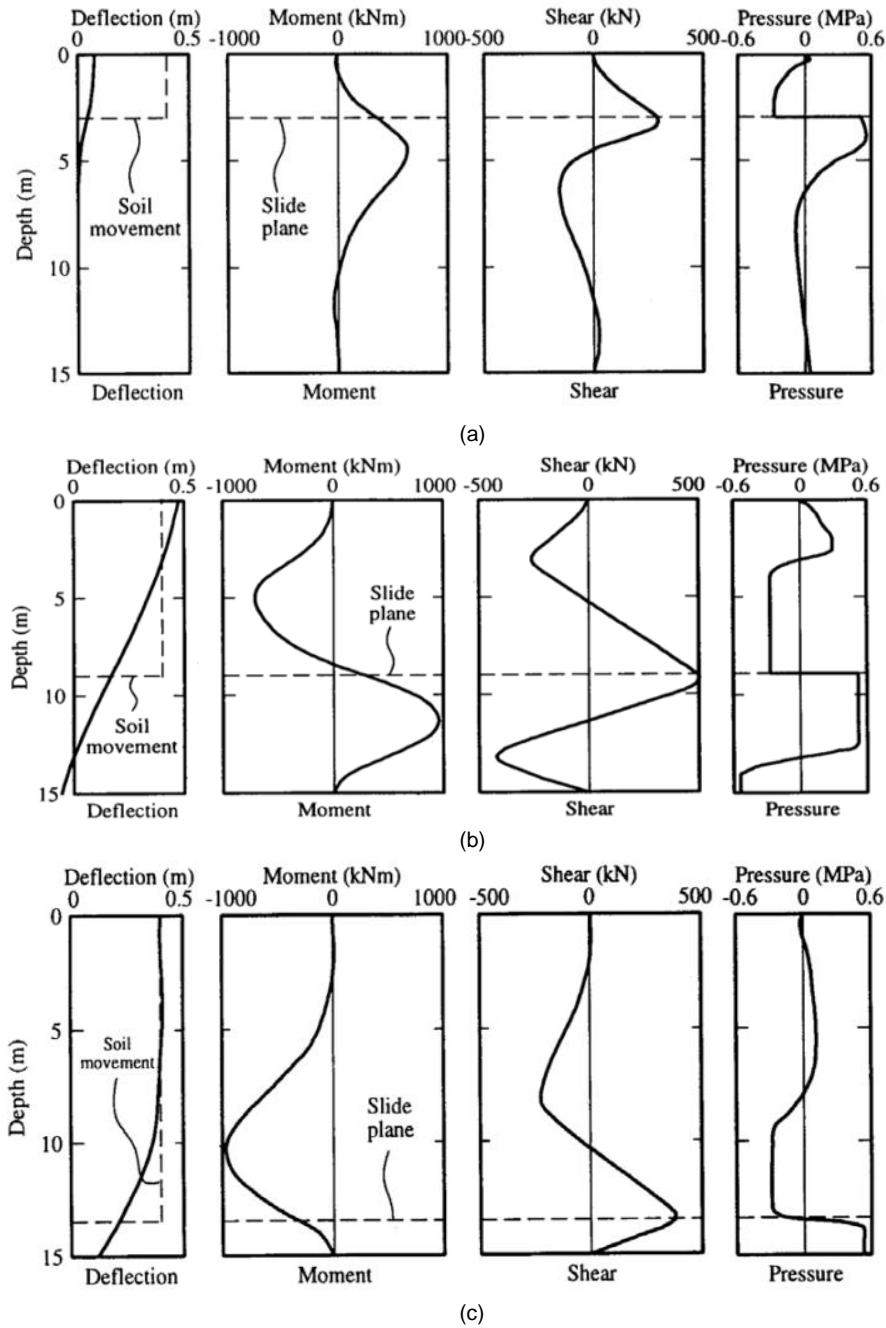 Deflection (m) Moment (kNm) Shear (kN) Pressure (MPa)
0 0.5 -1000 0 1000 -500 0 500 -0.6 0 0.6
0
5
10
15
Depth (m)
Soil
movement
Slide
plane
Deflection Moment Shear Pressure
(a)
Deflection (m) Moment (kNm) Shear (kN) Pressure (MPa)
0 0.5 -1000 0 1000 -500 0 500 -0.6 0 0.6
0
5
10
15
Depth (m)
Slide
plane
Soil
movement
Deflection Moment Shear Pressure
(b)
Deflection (m) Moment (kNm) Shear (kN) Pressure (MPa)
0 0.5 -1000 0 1000 -500 0 500 -0.6 0 0.6
0
5
10
15
Depth (m)
Soil
movement
Slide
plane
Deflection Moment Shear Pressure
(c)